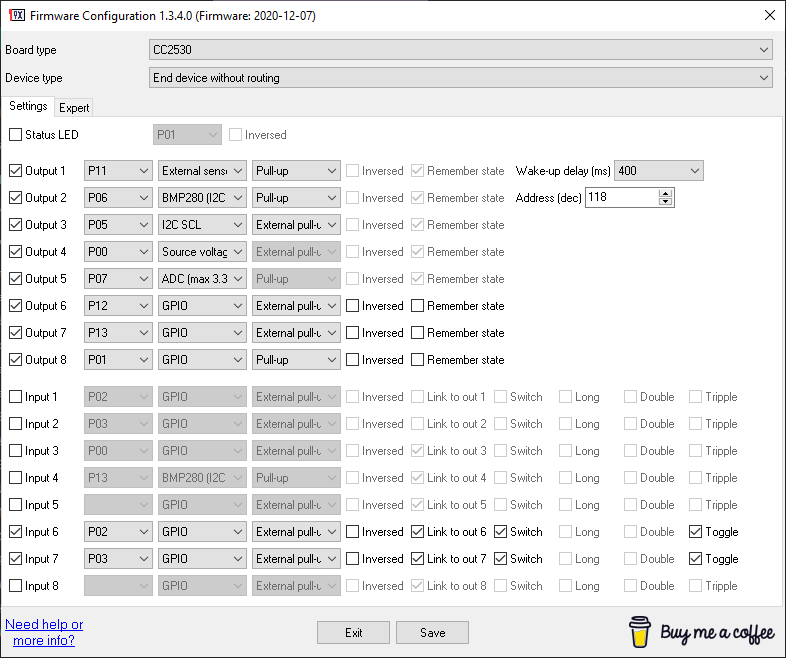 Firmware Configuration 1.3.4.0 (Firmware: 2020-12-07)
Board type CC2530
Device type End device without routing
Settings Expert
Status LED P01 Inversed
Output 1 P11 External sens Pull-up Inversed Remember state Wake-up delay (ms) 400
Output 2 P06 BMP280 (I2C Pull-up Inversed Remember state Address (dec) 118
Output 3 P05 I2C SCL External pull-u Inversed Remember state
Output 4 P00 Source voltag External pull-u Inversed Remember state
Output 5 P07 ADC (max 3.3 Pull-up Inversed Remember state
Output 6 P12 GPIO External pull-u Inversed Remember state
Output 7 P13 GPIO External pull-u Inversed Remember state
Output 8 P01 GPIO Pull-up Inversed Remember state
Input 1 P02 GPIO External pull-u Inversed Link to out 1 Switch Long Double Tripple
Input 2 P03 GPIO External pull-u Inversed Link to out 2 Switch Long Double Tripple
Input 3 P00 GPIO External pull-u Inversed Link to out 3 Switch Long Double Tripple
Input 4 P13 BMP280 (I2C Pull-up Inversed Link to out 4 Switch Long Double Tripple
Input 5 GPIO External pull-u Inversed Link to out 5 Switch Long Double Tripple
Input 6 P02 GPIO External pull-u Inversed Link to out 6 Switch Long Double Toggle
Input 7 P03 GPIO External pull-u Inversed Link to out 7 Switch Long Double Toggle
Input 8 GPIO External pull-u Inversed Link to out 8 Switch Long Double Tripple
Need help or
more info?
Exit Save
Buy me a coffee